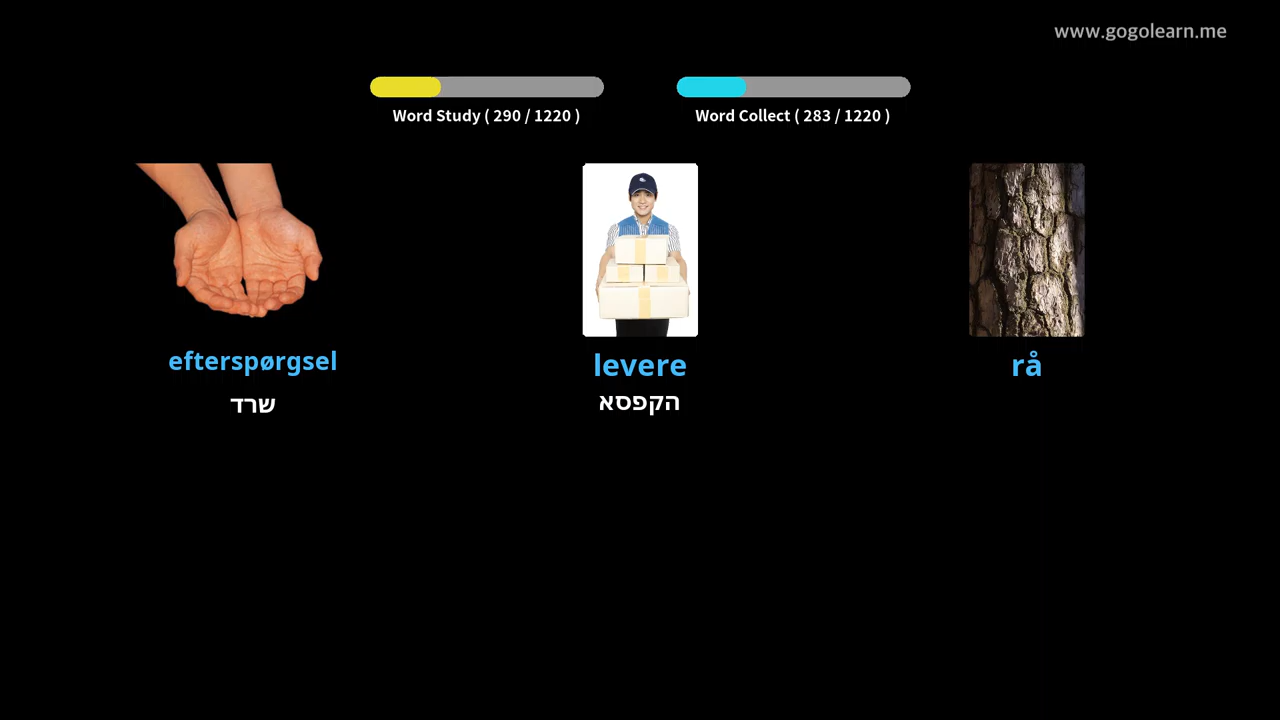 www.gogolearn.me
Word Study ( 290 / 1220 )
Word Collect ( 283 / 1220 )
efterspørgsel
שרד
levere
הקפסא
rå